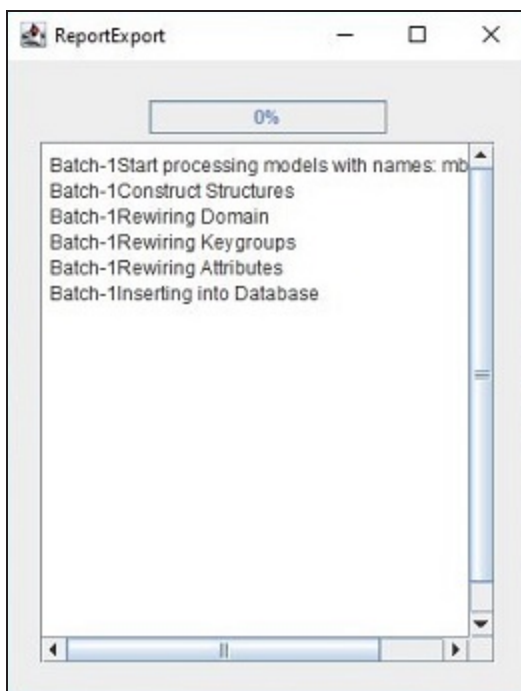 ReportExport
0%
Batch-1Start processing models with names: mb
Batch-1Construct Structures
Batch-1Rewiring Domain
Batch-1Rewiring Keygroups
Batch-1Rewiring Attributes
Batch-1Inserting into Database